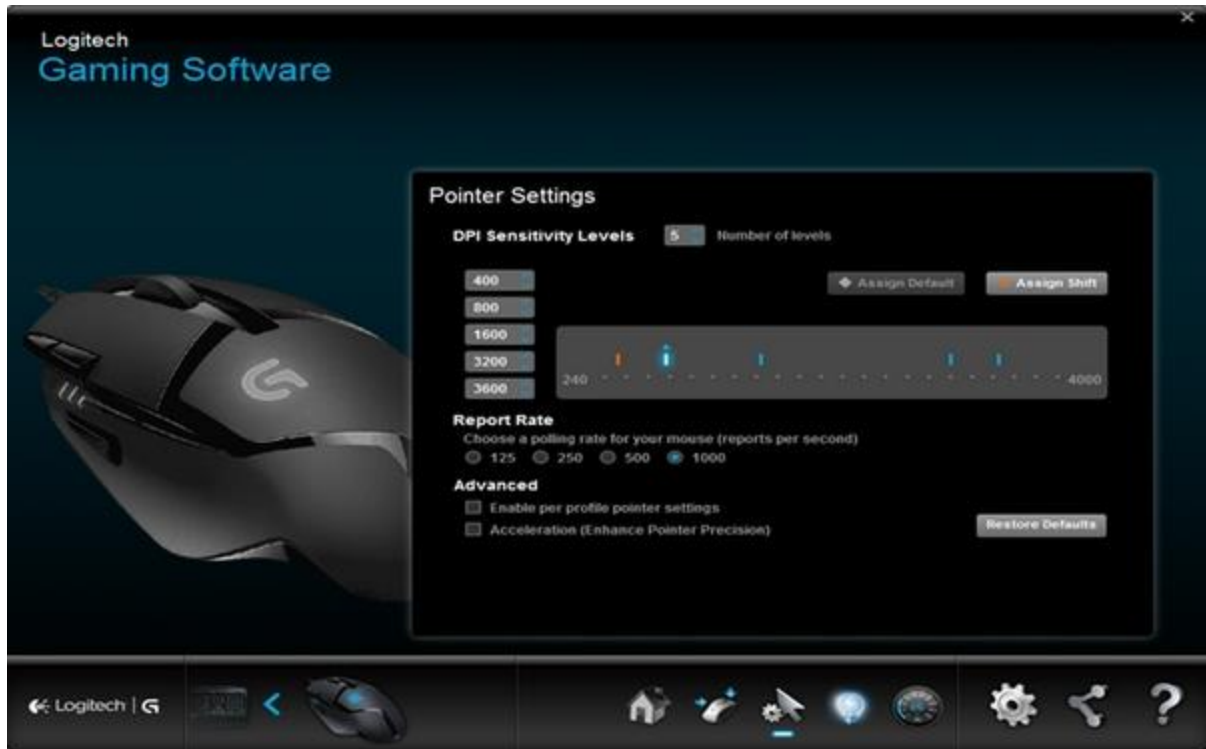 Logitech
Gaming Software
Pointer Settings
DPI Sensitivity Levels 5 Number of levels
400
Assign Default Assign Shift
800
1600
3200
3600
240 4000
Report Rate
Choose a polling rate for your mouse (reports per second)
125 250 500 1000
Advanced
Enable per profile pointer settings
Acceleration (Enhance Pointer Precision)
Restore Defaults
Logitech | G